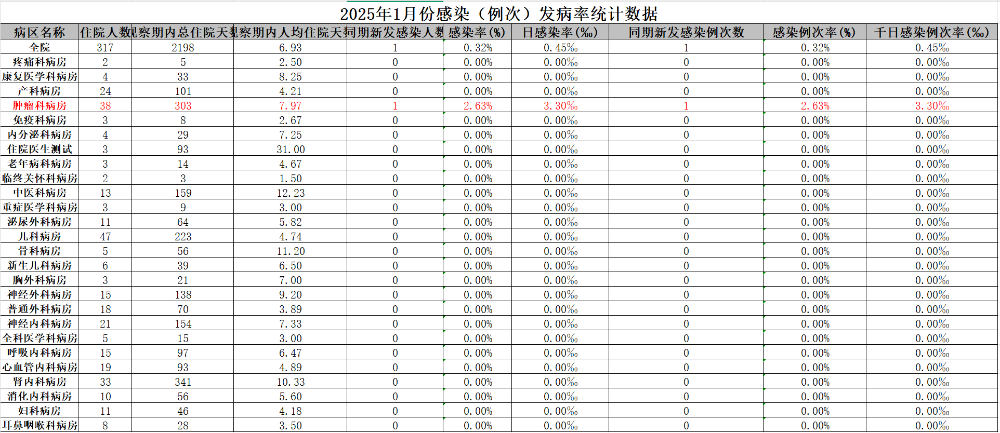 2025年1月份感染（例次）发病率统计数据
病区名称 住院人数 观察期内总住院天数 观察期内人均住院天数 同期新发感染人数 感染率(%) 日感染率(‰) 同期新发感染例次数 感染例次率(%) 千日感染例次率(‰)
全院 317 2198 6.93 1 0.32% 0.45‰ 1 0.32% 0.45‰
疼痛科病房 2 5 2.50 0 0.00% 0.00‰ 0 0.00% 0.00‰
康复医学科病房 4 33 8.25 0 0.00% 0.00‰ 0 0.00% 0.00‰
产科病房 24 101 4.21 0 0.00% 0.00‰ 0 0.00% 0.00‰
肿瘤科病房 38 303 7.97 1 2.63% 3.30‰ 1 2.63% 3.30‰
免疫科病房 3 8 2.67 0 0.00% 0.00‰ 0 0.00% 0.00‰
内分泌科病房 4 29 7.25 0 0.00% 0.00‰ 0 0.00% 0.00‰
住院医生测试 3 93 31.00 0 0.00% 0.00‰ 0 0.00% 0.00‰
老年病科病房 3 14 4.67 0 0.00% 0.00‰ 0 0.00% 0.00‰
临终关怀科病房 2 3 1.50 0 0.00% 0.00‰ 0 0.00% 0.00‰
中医科病房 13 159 12.23 0 0.00% 0.00‰ 0 0.00% 0.00‰
重症医学科病房 3 9 3.00 0 0.00% 0.00‰ 0 0.00% 0.00‰
泌尿外科病房 11 64 5.82 0 0.00% 0.00‰ 0 0.00% 0.00‰
儿科病房 47 223 4.74 0 0.00% 0.00‰ 0 0.00% 0.00‰
骨科病房 5 56 11.20 0 0.00% 0.00‰ 0 0.00% 0.00‰
新生儿科病房 6 39 6.50 0 0.00% 0.00‰ 0 0.00% 0.00‰
胸外科病房 3 21 7.00 0 0.00% 0.00‰ 0 0.00% 0.00‰
神经外科病房 15 138 9.20 0 0.00% 0.00‰ 0 0.00% 0.00‰
普通外科病房 18 70 3.89 0 0.00% 0.00‰ 0 0.00% 0.00‰
神经内科病房 21 154 7.33 0 0.00% 0.00‰ 0 0.00% 0.00‰
全科医学科病房 5 15 3.00 0 0.00% 0.00‰ 0 0.00% 0.00‰
呼吸内科病房 15 97 6.47 0 0.00% 0.00‰ 0 0.00% 0.00‰
心血管内科病房 19 93 4.89 0 0.00% 0.00‰ 0 0.00% 0.00‰
肾内科病房 33 341 10.33 0 0.00% 0.00‰ 0 0.00% 0.00‰
消化内科病房 10 56 5.60 0 0.00% 0.00‰ 0 0.00% 0.00‰
妇科病房 11 46 4.18 0 0.00% 0.00‰ 0 0.00% 0.00‰
耳鼻咽喉科病房 8 28 3.50 0 0.00% 0.00‰ 0 0.00% 0.00‰